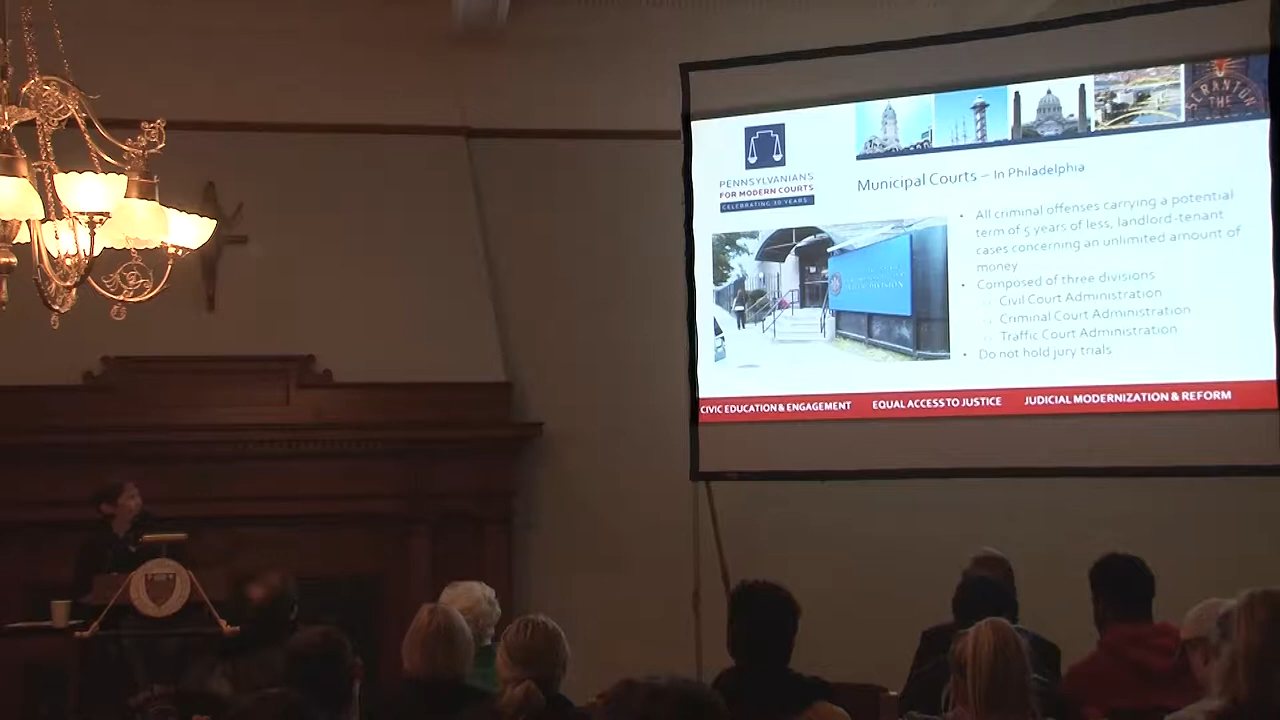 SCRANTON
THE
PENNSYLVANIANS
FOR MODERN COURTS
CELEBRATING 30 YEARS
Municipal Courts – In Philadelphia
• All criminal offenses carrying a potential
term of 5 years of less, landlord-tenant
cases concerning an unlimited amount of
money
• Composed of three divisions
Civil Court Administration
Criminal Court Administration
Traffic Court Administration
• Do not hold jury trials
DIVISION
CIVIC EDUCATION & ENGAGEMENT EQUAL ACCESS TO JUSTICE JUDICIAL MODERNIZATION & REFORM